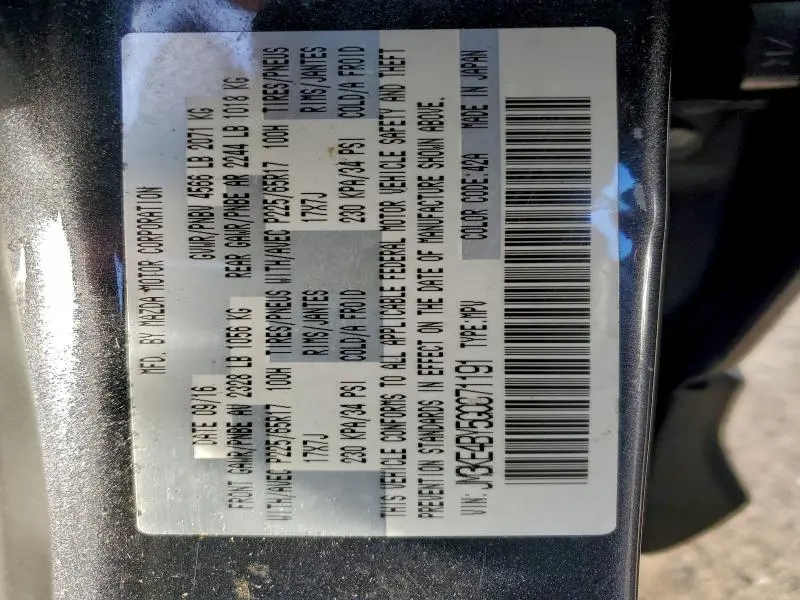 MFD. BY MAZDA MOTOR CORPORATION
DATE 09/16 GVWR/PNBV 4566 LB 2071 KG
FRONT GAWR/PNBE AV 2328 LB 1056 KG REAR GAWR/PNBE AR 2244 LB 1018 KG
WITH/AVEC P225/65R17 100H TIRES/PNEUS WITH/AVEC P225/65R17 100H TIRES/PNEUS
17X7J RIMS/JANTES 17X7J RIMS/JANTES
230 KPA/34 PSI COLD/A FROID 230 KPA/34 PSI COLD/A FROID
THIS VEHICLE CONFORMS TO ALL APPLICABLE FEDERAL MOTOR VEHICLE SAFETY AND THEFT
PREVENTION STANDARDS IN EFFECT ON THE DATE OF MANUFACTURE SHOWN ABOVE.
VIN: JM3KE4BY5G0871191 TYPE:MPV COLOR CODE:42A MADE IN JAPAN